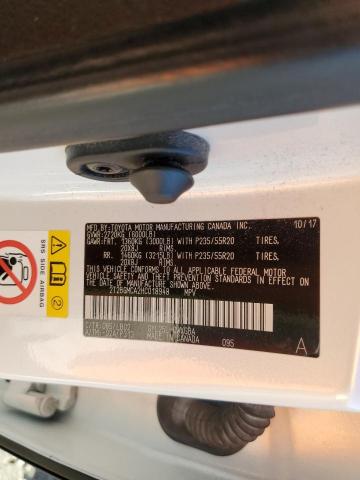 MFD.BY:TOYOTA MOTOR MANUFACTURING CANADA INC. 10/17
GVWR:2720KG (6000LB)
GAWR:FRT. 1360KG (3000LB)WITH P235/55R20 TIRES,
20X8J RIMS,
RR. 1460KG (3215LB)WITH P235/55R20 TIRES,
20X8J RIMS,
THIS VEHICLE CONFORMS TO ALL APPLICABLE FEDERAL MOTOR
VEHICLE SAFETY AND THEFT PREVENTION STANDARDS IN EFFECT
ON THE DATE OF MANUFACTURE SHOWN ABOVE.
2T2BGMCA2HC018948 MPV
C/TR:
MADE IN CANADA 095 A
SRS SIDE AIRBAG